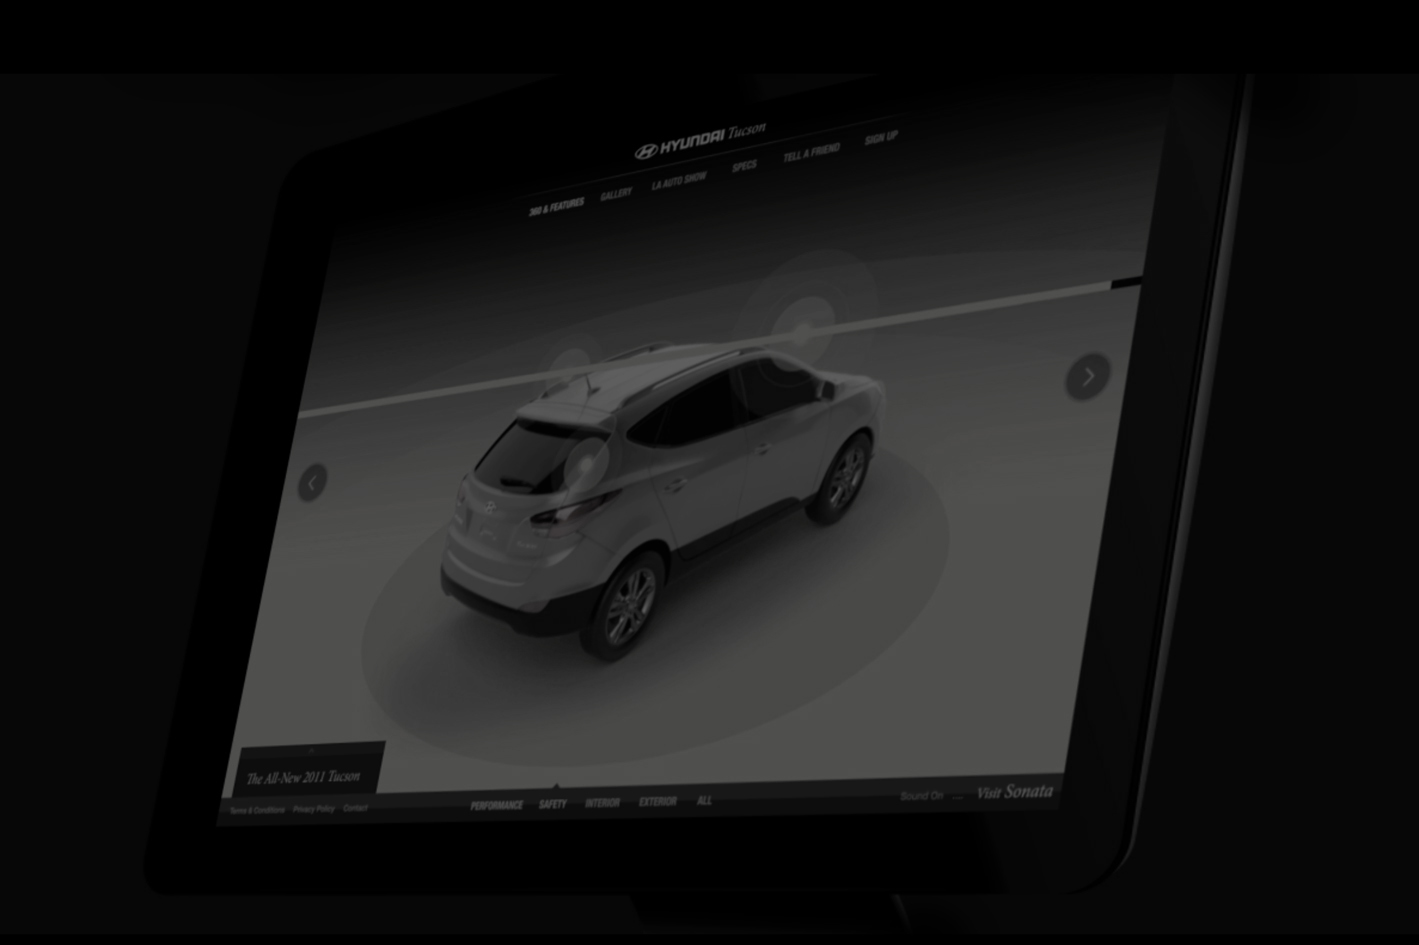 HYUNDAI Tucson
360 & FEATURES GALLERY LA AUTO SHOW SPECS TELL A FRIEND SIGN UP
The All-New 2011 Tucson
Terms & Conditions Privacy Policy Contact
PERFORMANCE SAFETY INTERIOR EXTERIOR ALL
Sound On Visit Sonata